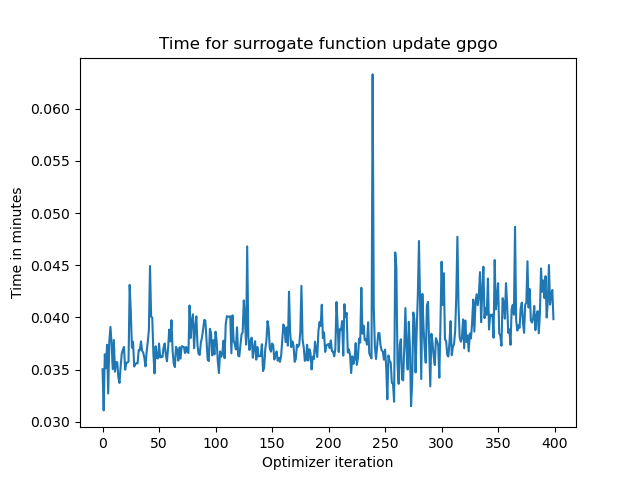 Time for surrogate function update gpgo
Time in minutes
0.060
0.055
0.050
0.045
0.040
0.035
0.030
0 50 100 150 200 250 300 350 400
Optimizer iteration